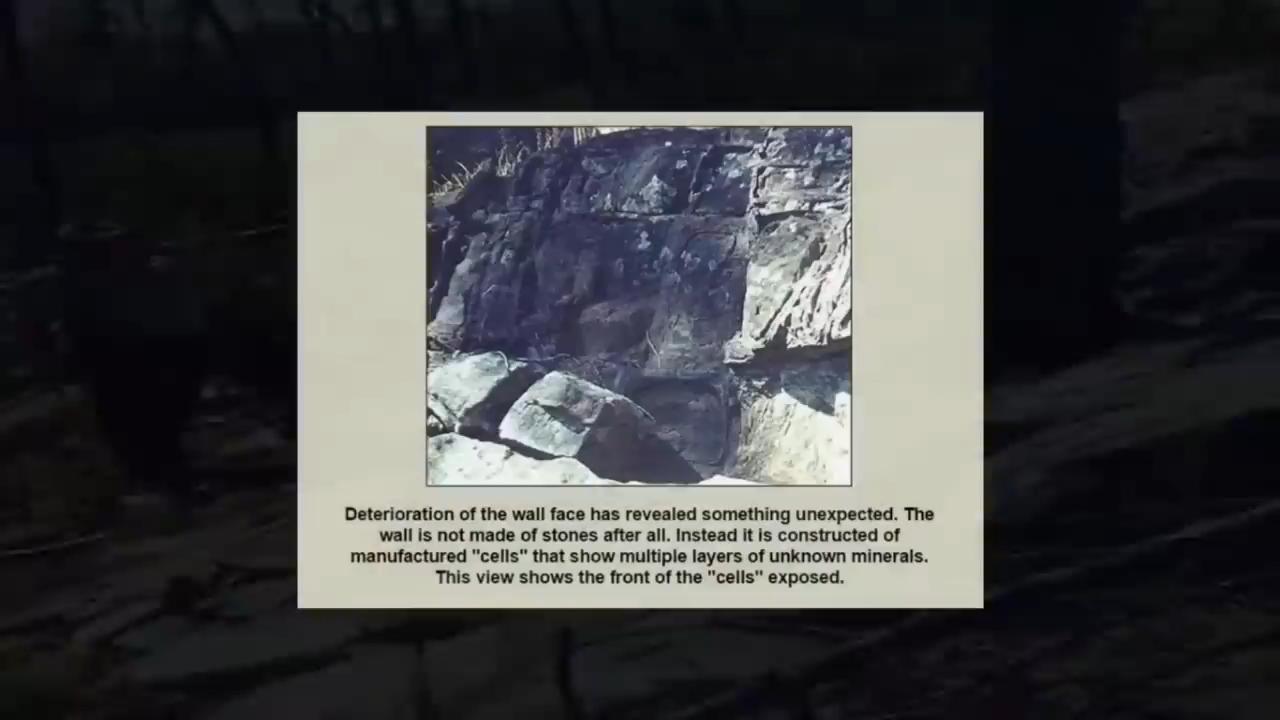 Deterioration of the wall face has revealed something unexpected. The
wall is not made of stones after all. Instead it is constructed of
manufactured "cells" that show multiple layers of unknown minerals.
This view shows the front of the "cells" exposed.